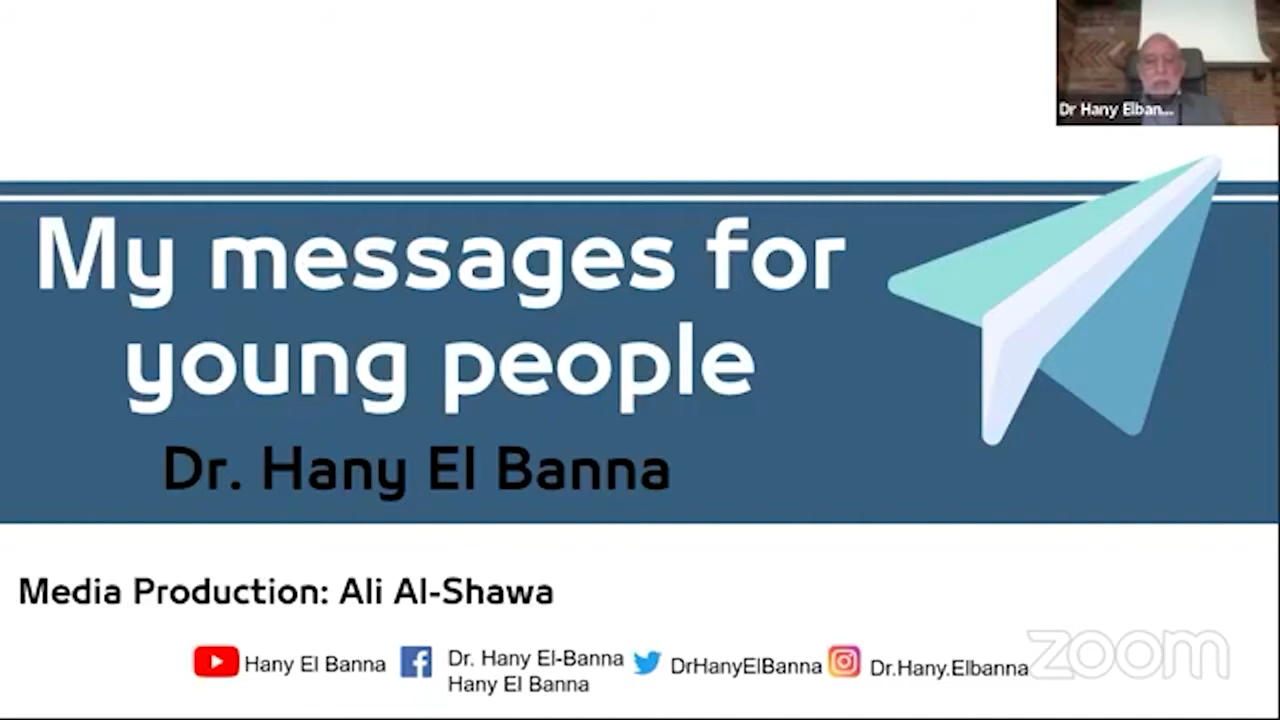 Dr Hany Elban...
My messages for
young people
Dr. Hany El Banna
Media Production: Ali Al-Shawa
Hany El Banna
Dr. Hany El-Banna
Hany El Banna
DrHanyElBanna
Dr.Hany.Elbanna
zoom